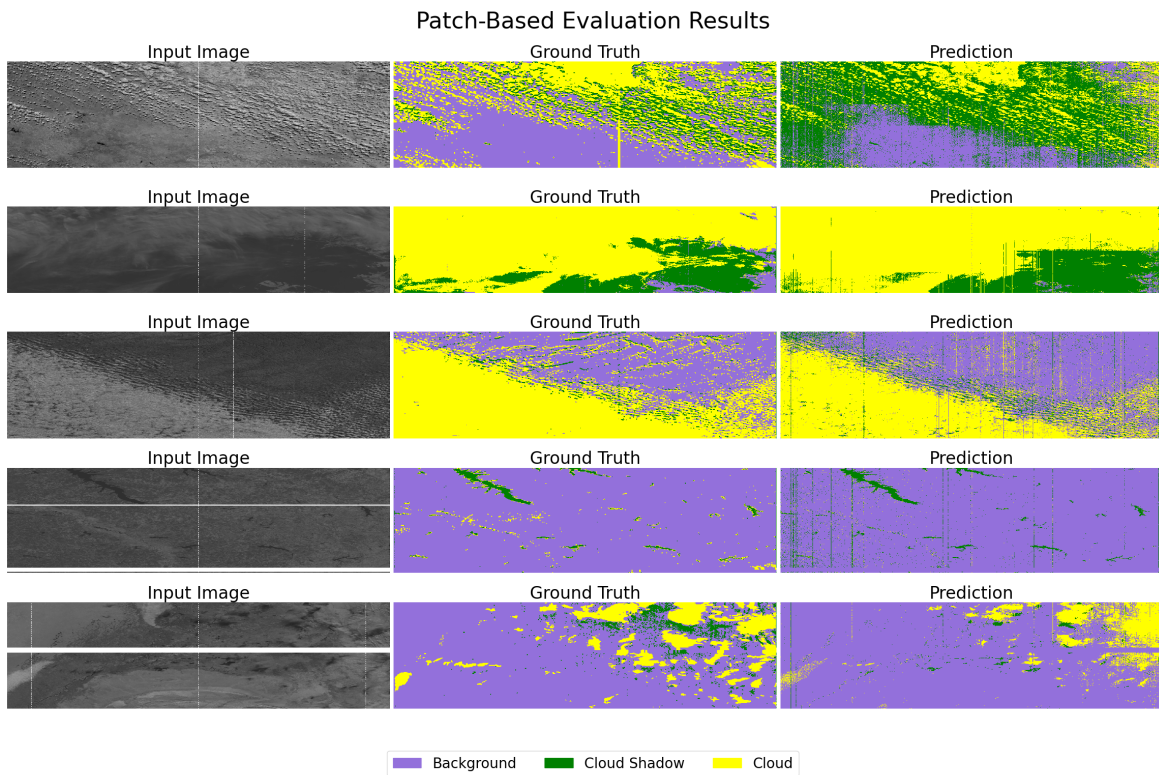 Patch-Based Evaluation Results
Input Image Ground Truth Prediction
Input Image Ground Truth Prediction
Input Image Ground Truth Prediction
Input Image Ground Truth Prediction
Input Image Ground Truth Prediction
Background Cloud Shadow Cloud